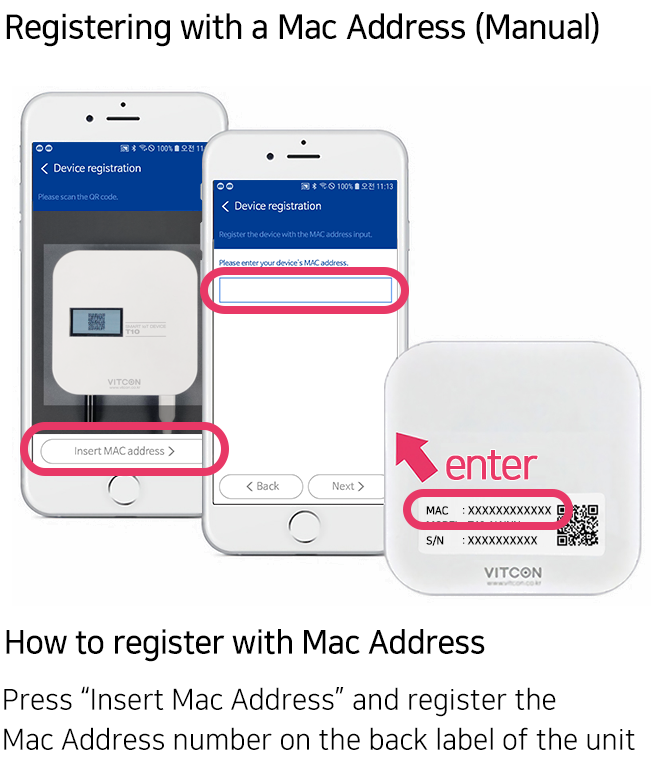 Registering with a Mac Address (Manual)
100% 오전 11
Device registration
Please scan the QR code.
SMART IoT DEVICE
T10
VITCON
Insert MAC address >
100% 오전 11:13
Device registration
Register the device with the MAC address input.
Please enter your device's MAC address.
< Back
Next >
enter
MAC : XXXXXXXXXXXX
S/N : XXXXXXXXXX
VITCON
www.vitcon.co.kr
How to register with Mac Address
Press “Insert Mac Address” and register the
Mac Address number on the back label of the unit